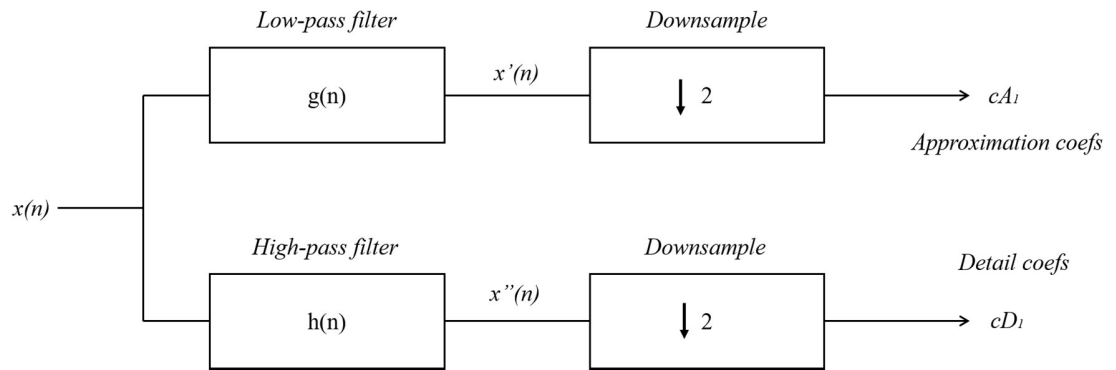 Low-pass filter
Downsample
g(n)
x’(n)
2
cA1
Approximation coefs
x(n)
High-pass filter
Downsample
Detail coefs
h(n)
x’’(n)
2
cD1